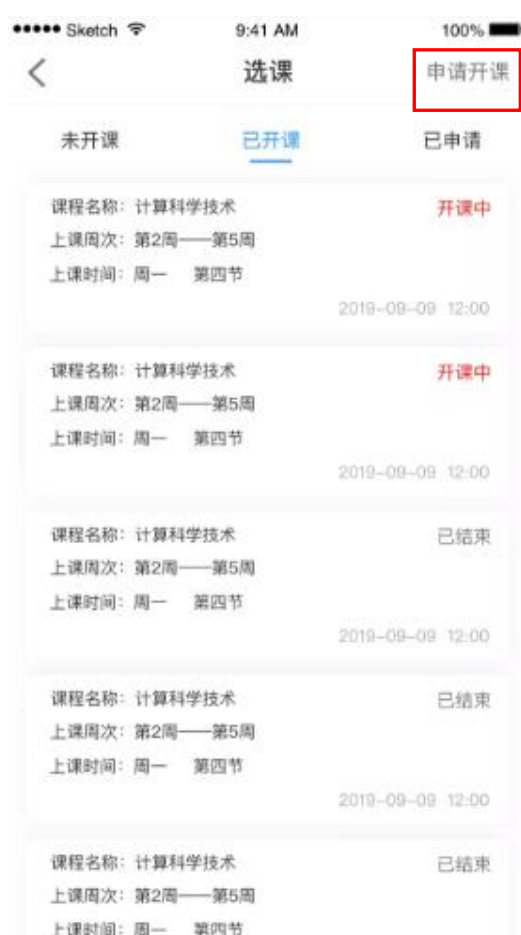 Sketch 9:41 AM 100%
选课 申请开课
未开课 已开课 已申请
课程名称：计算科学技术 开课中
上课周次：第2周——第5周
上课时间：周一 第四节
2019-09-09 12:00
课程名称：计算科学技术 开课中
上课周次：第2周——第5周
上课时间：周一 第四节
2019-09-09 12:00
课程名称：计算科学技术 已结束
上课周次：第2周——第5周
上课时间：周一 第四节
2019-09-09 12:00
课程名称：计算科学技术 已结束
上课周次：第2周——第5周
上课时间：周一 第四节
2019-09-09 12:00
课程名称：计算科学技术 已结束
上课周次：第2周——第5周
上课时间：周一 第四节